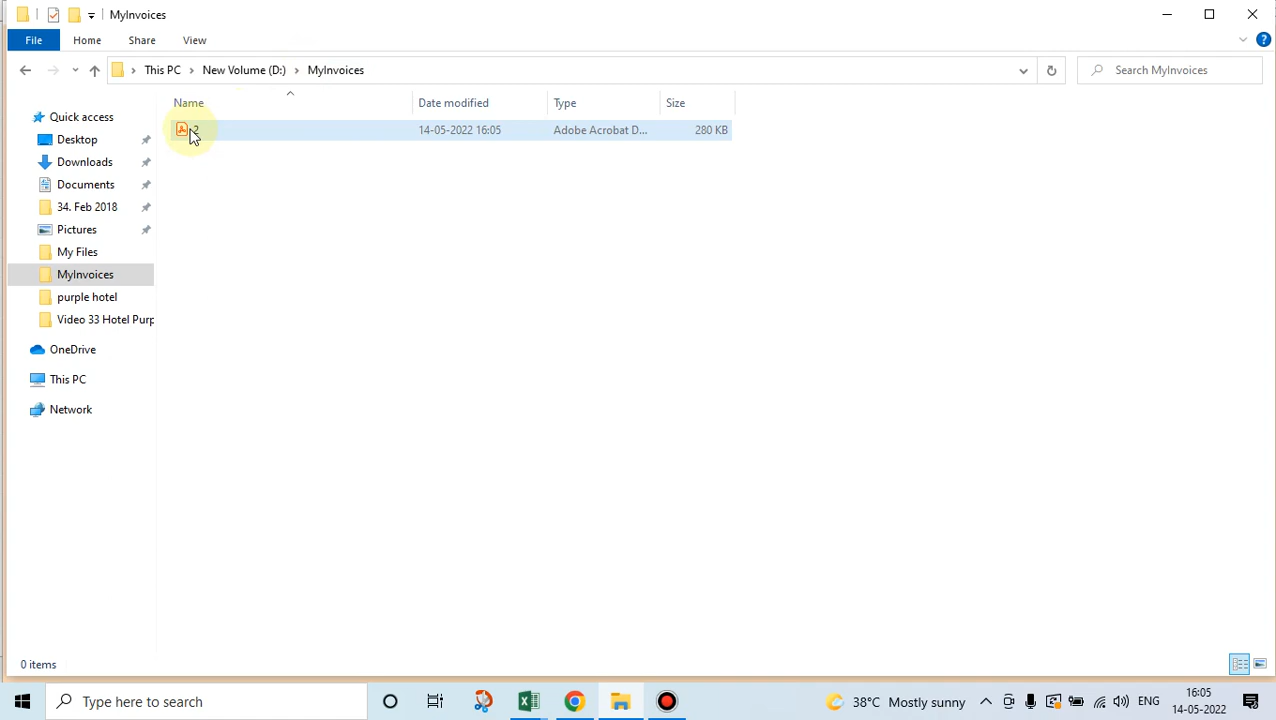 MyInvoices
File Home Share View
This PC New Volume (D:) MyInvoices
Search MyInvoices
Name Date modified Type Size
2 14-05-2022 16:05 Adobe Acrobat D... 280 KB
Quick access
Desktop
Downloads
Documents
34. Feb 2018
Pictures
My Files
MyInvoices
purple hotel
Video 33 Hotel Purp
OneDrive
This PC
Network
0 items
Type here to search
38°C Mostly sunny
ENG
16:05
14-05-2022